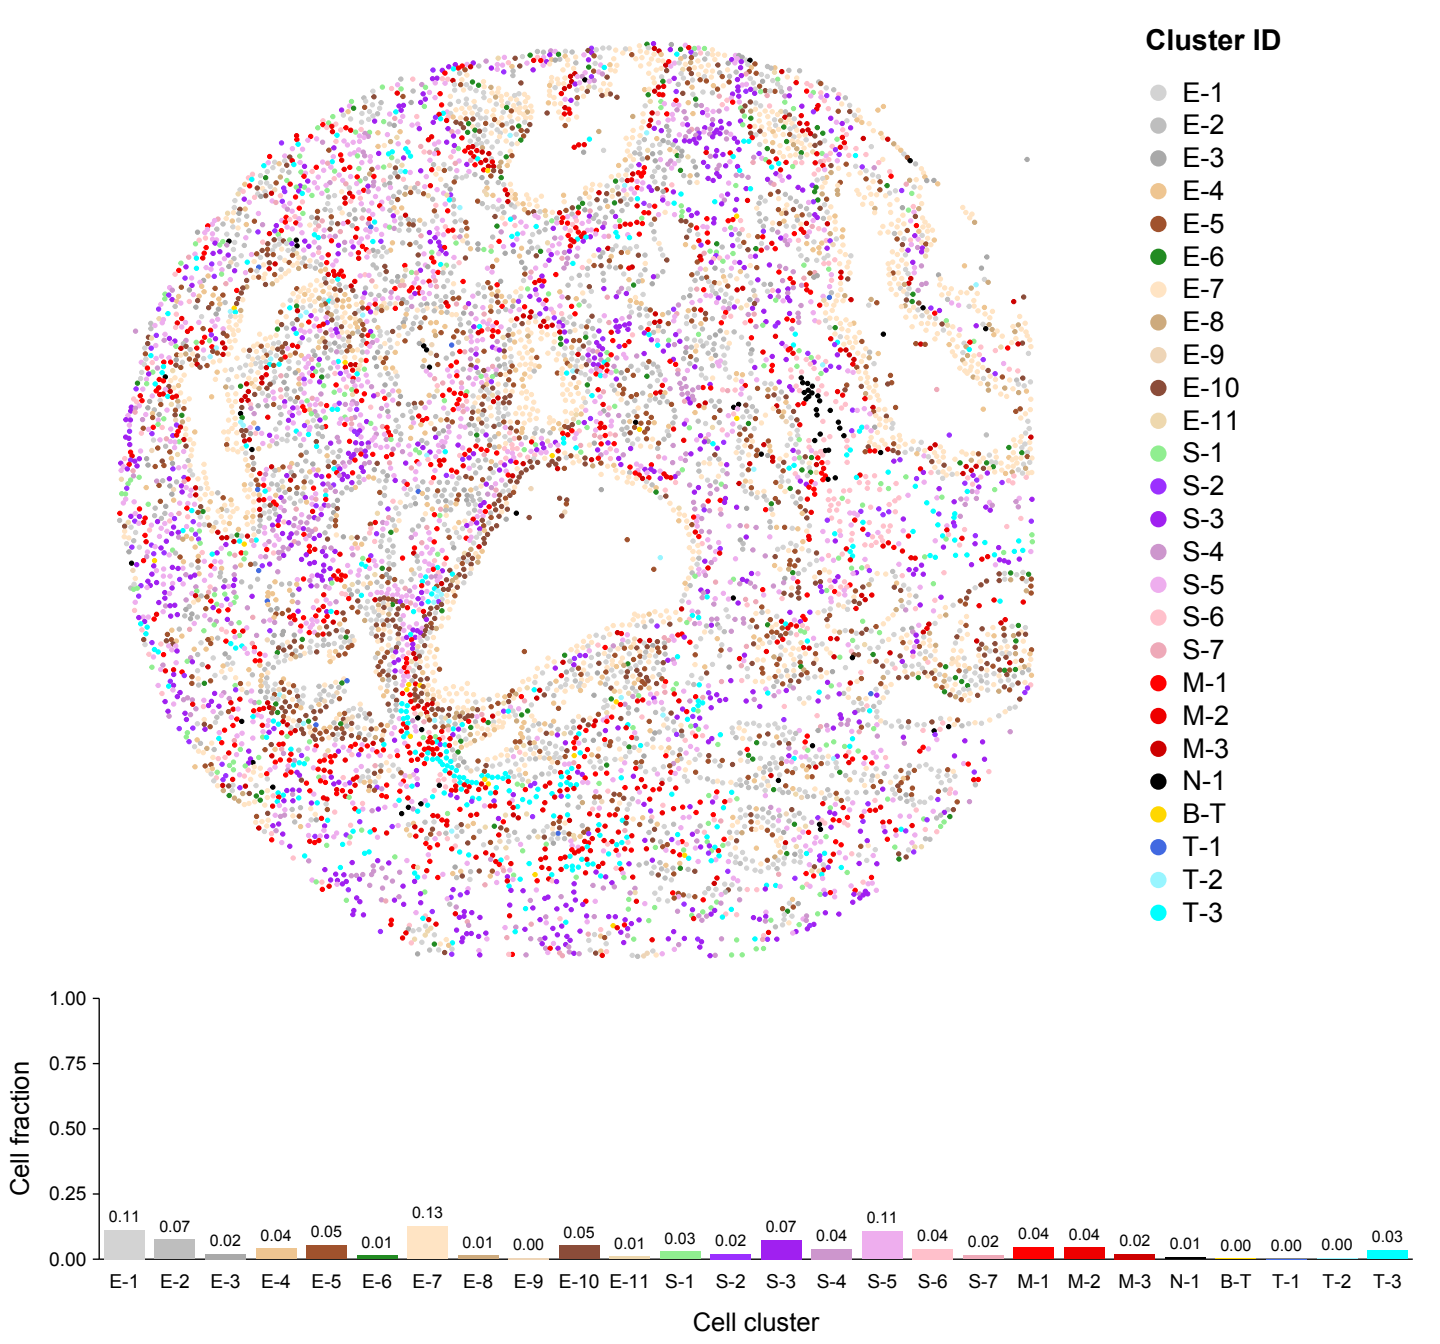 Cluster ID
E-1
E-2
E-3
E-4
E-5
E-6
E-7
E-8
E-9
E-10
E-11
S-1
S-2
S-3
S-4
S-5
S-6
S-7
M-1
M-2
M-3
N-1
B-T
T-1
T-2
T-3
1.00
0.75
0.50
0.25
0.00
Cell fraction
0.11 0.07 0.02 0.04 0.05 0.01 0.13 0.01 0.00 0.05 0.01 0.03 0.02 0.07 0.04 0.11 0.04 0.02 0.04 0.04 0.02 0.01 0.00 0.00 0.00 0.03
E-1 E-2 E-3 E-4 E-5 E-6 E-7 E-8 E-9 E-10 E-11 S-1 S-2 S-3 S-4 S-5 S-6 S-7 M-1 M-2 M-3 N-1 B-T T-1 T-2 T-3
Cell cluster